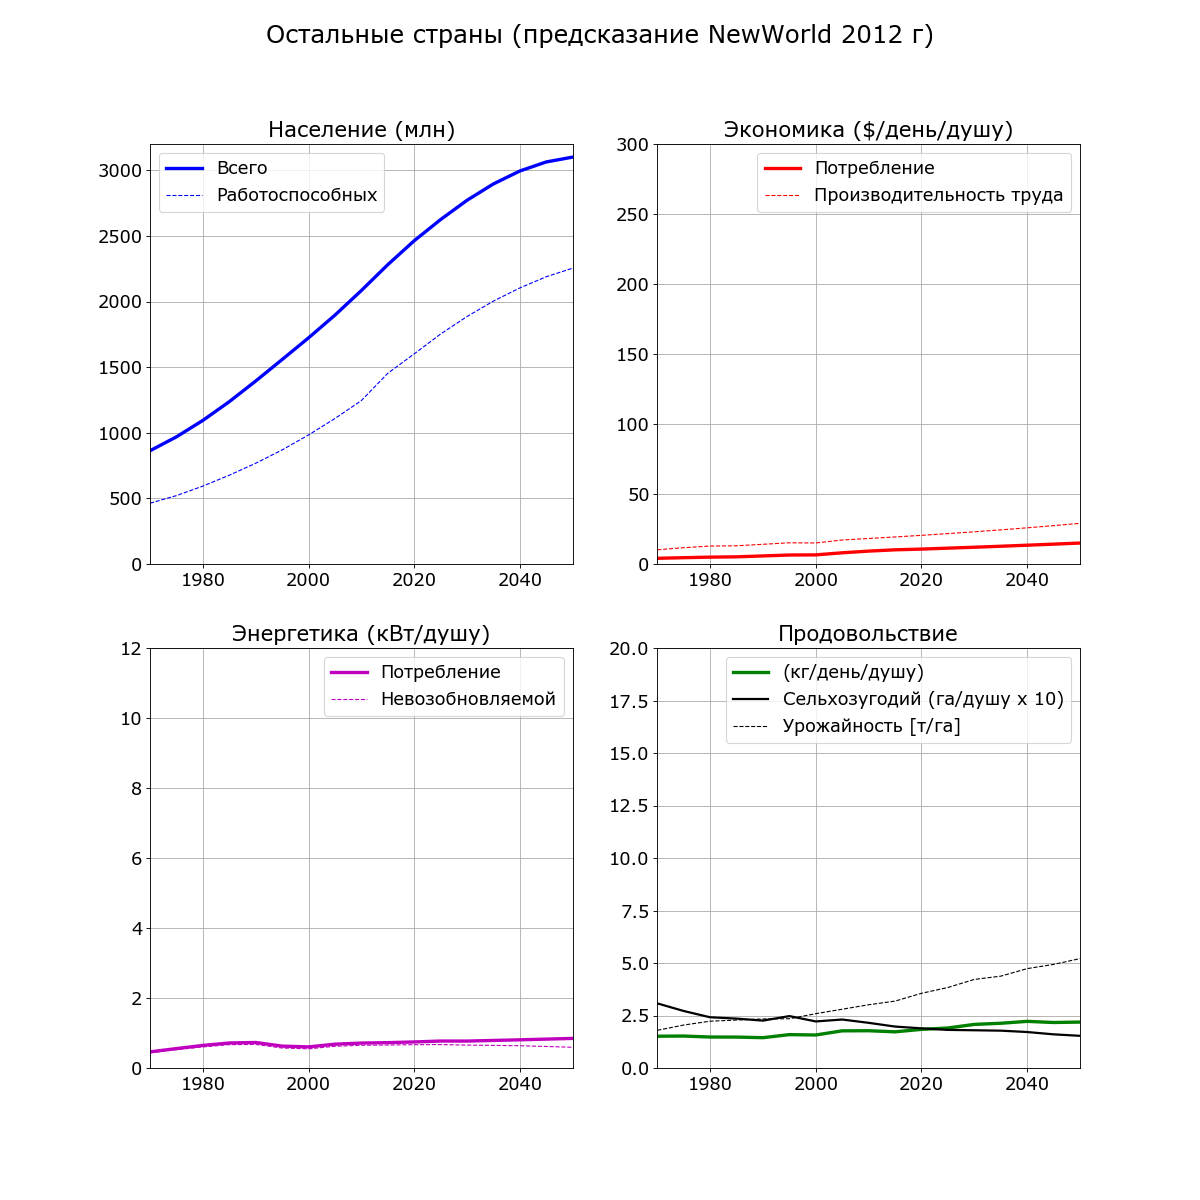 Остальные страны (предсказание NewWorld 2012 г)
Население (млн)
Всего
Работоспособных
3000
2500
2000
1500
1000
500
0
1980 2000 2020 2040
Экономика ($/день/душу)
Потребление
Производительность труда
300
250
200
150
100
50
0
1980 2000 2020 2040
Энергетика (кВт/душу)
Потребление
Невозобновляемой
12
10
8
6
4
2
0
1980 2000 2020 2040
Продовольствие
(кг/день/душу)
Сельхозугодий (га/душу x 10)
Урожайность [т/га]
20.0
17.5
15.0
12.5
10.0
7.5
5.0
2.5
0.0
1980 2000 2020 2040